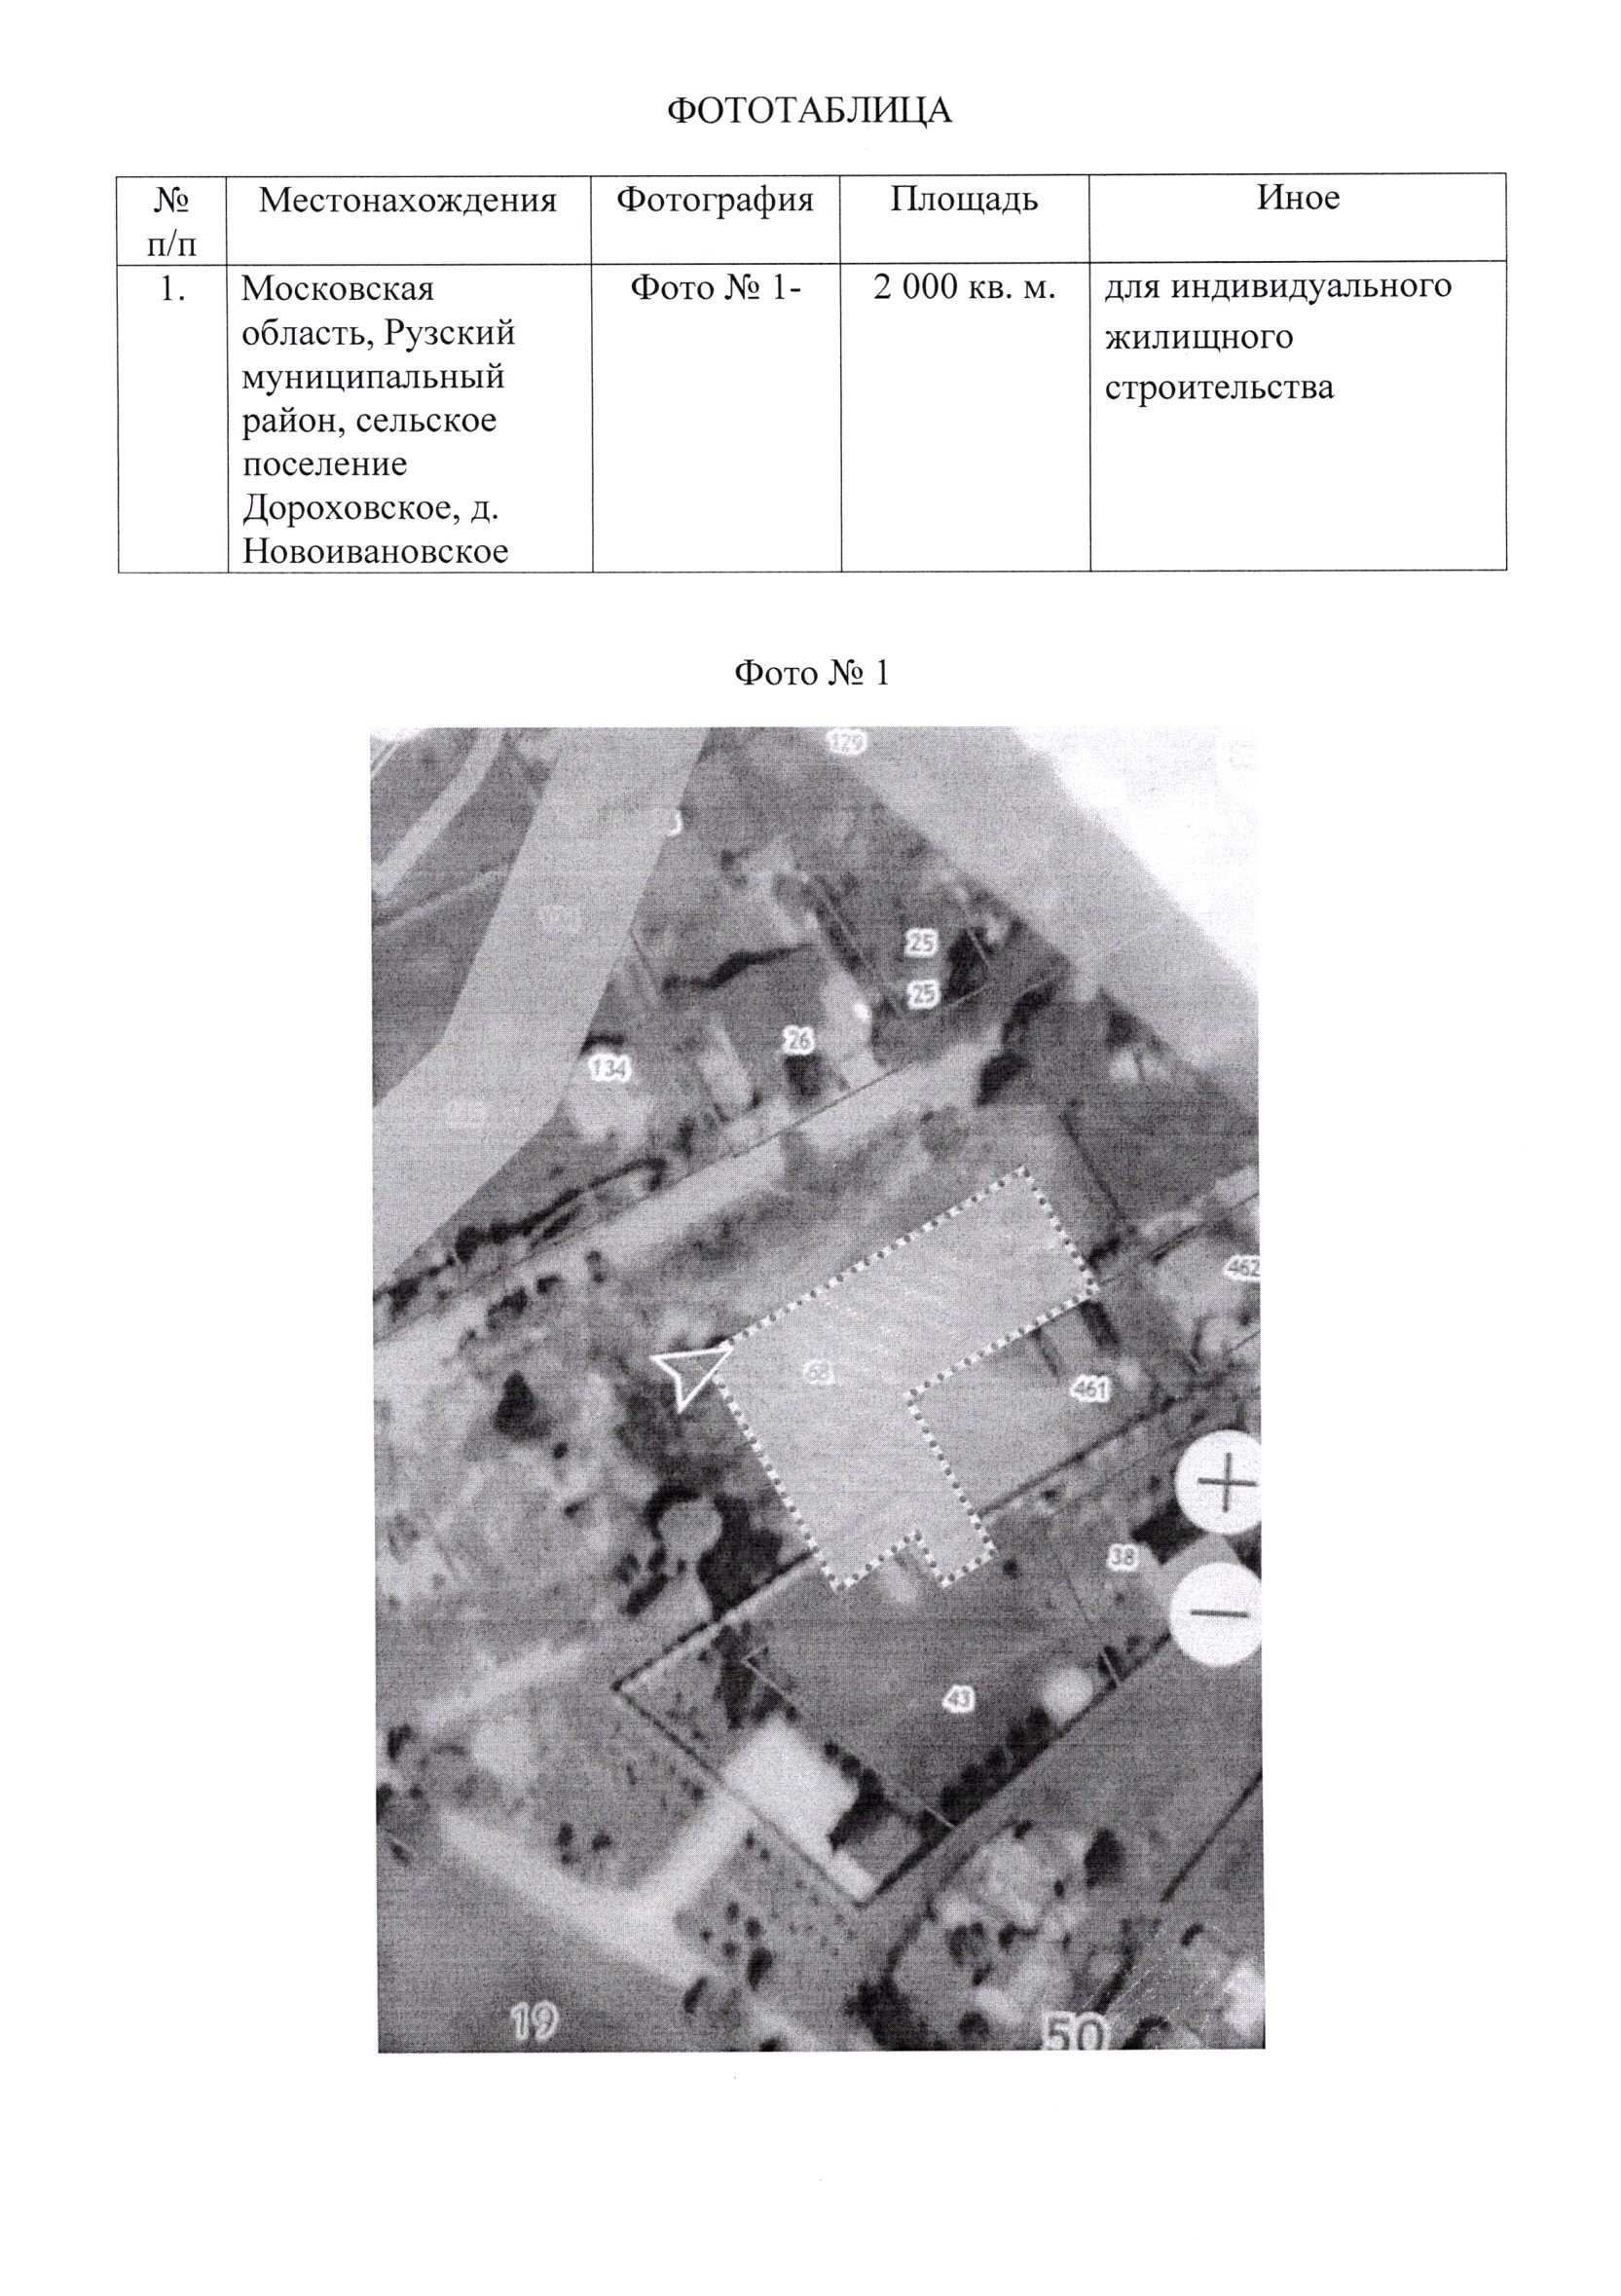 ФОТОТАБЛИЦА
№ п/п
Местонахождения
Фотография
Площадь
Иное
1.
Московская
область, Рузский
муниципальный
район, сельское
поселение
Дороховское, д.
Новоивановское
Фото № 1-
2 000 кв. м.
для индивидуального
жилищного
строительства
Фото № 1
129
25
25
26
134
462
68
461
38
43
19
50